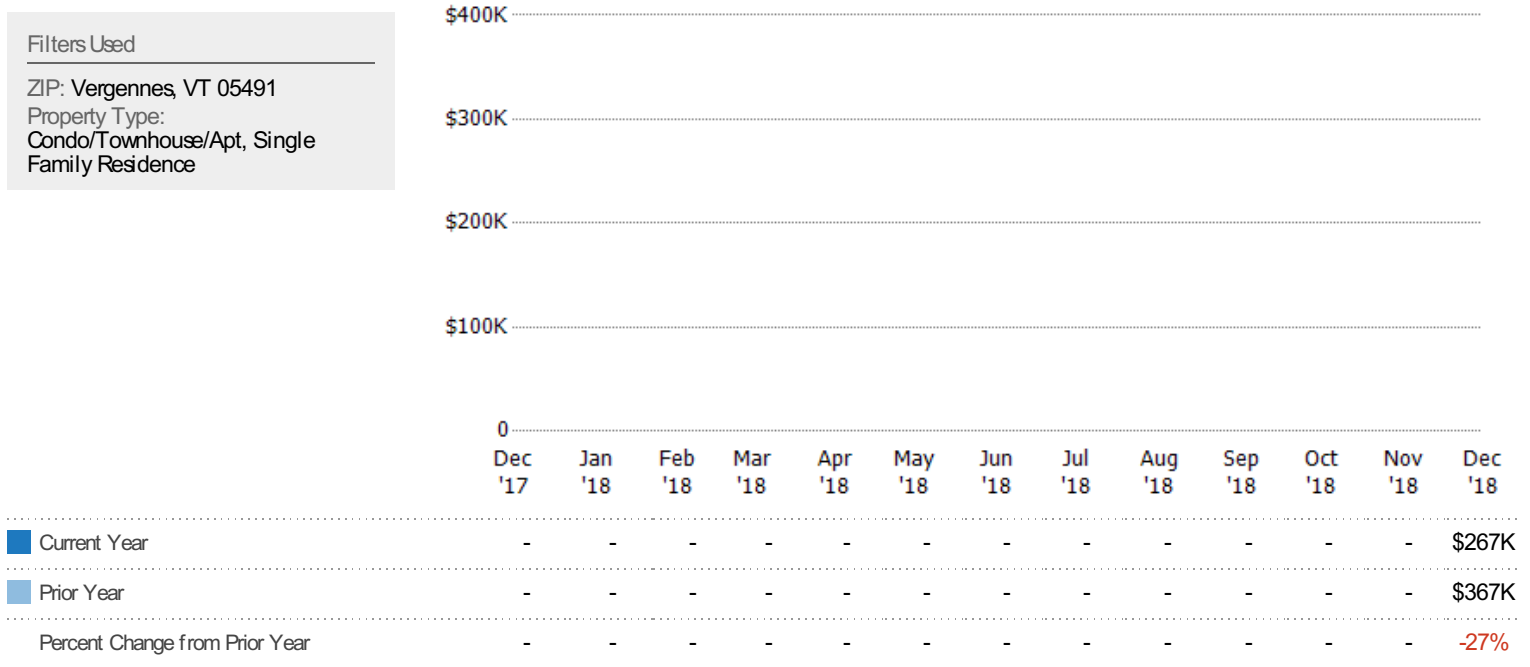 Filters Used
ZIP: Vergennes, VT 05491
Property Type:
Condo/Townhouse/Apt, Single
Family Residence
$400K
$300K
$200K
$100K
0
Dec Jan Feb Mar Apr May Jun Jul Aug Sep Oct Nov Dec
'17 '18 '18 '18 '18 '18 '18 '18 '18 '18 '18 '18 '18
Current Year - - - - - - - - - - - - $267K
Prior Year - - - - - - - - - - - - $367K
Percent Change from Prior Year - - - - - - - - - - - - -27%